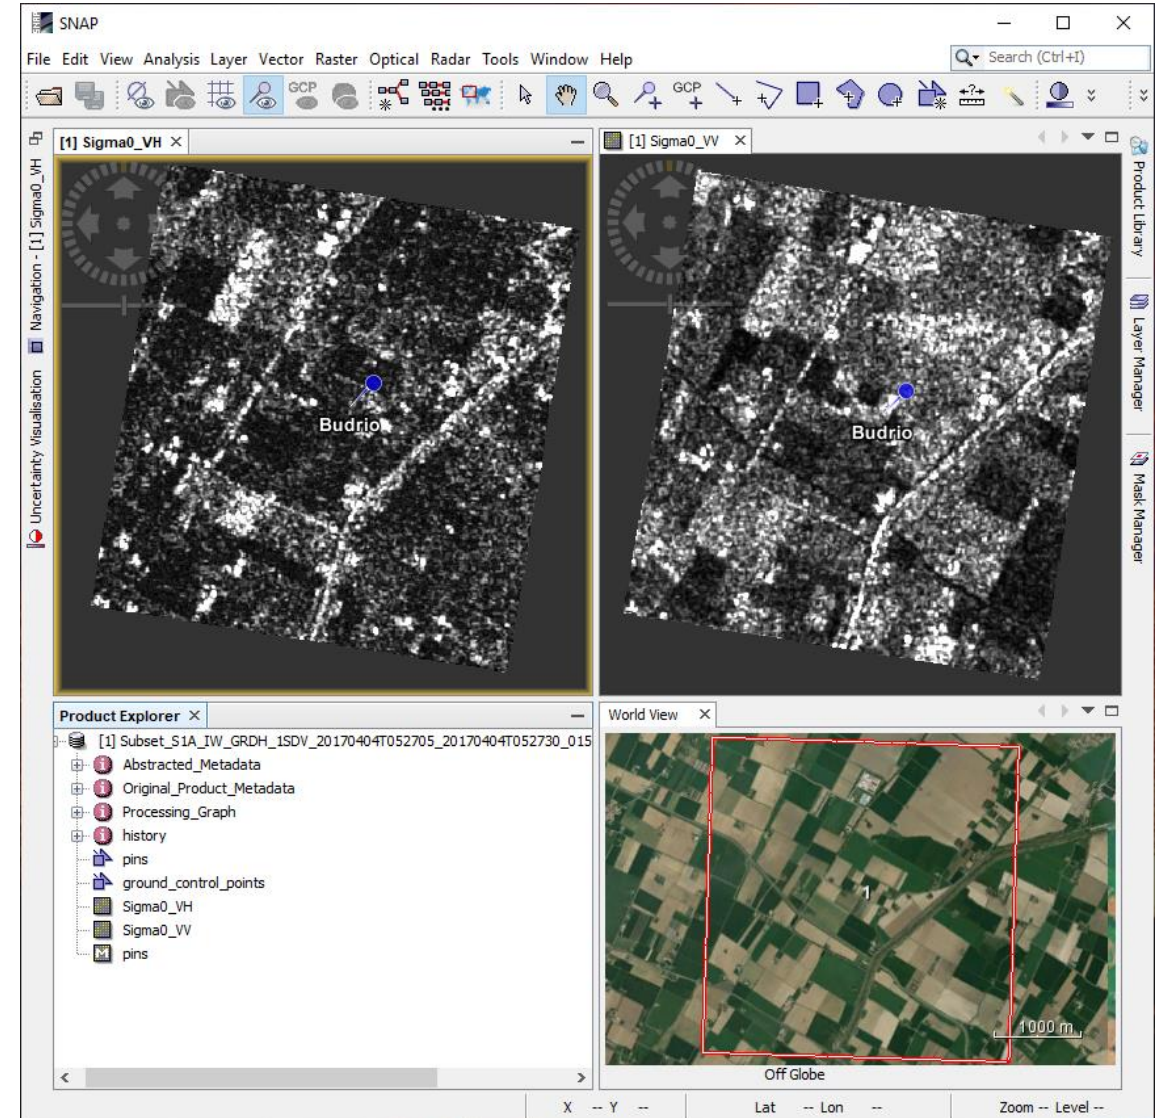 SNAP
File Edit View Analysis Layer Vector Raster Optical Radar Tools Window Help
Search (Ctrl+I)
GCP
GCP
[1] Sigma0_VH
[1] Sigma0_VV
Navigation - [1] Sigma0_VH
Uncertainty Visualisation
Budrio
Budrio
Product Library
Layer Manager
Mask Manager
Product Explorer
[1] Subset_S1A_IW_GRDH_1SDV_20170404T052705_20170404T052730_015
Abstracted_Metadata
Original_Product_Metadata
Processing_Graph
history
pins
ground_control_points
Sigma0_VH
Sigma0_VV
pins
World View
1
1000 m
Off Globe
X -- Y --
Lat -- Lon --
Zoom -- Level --